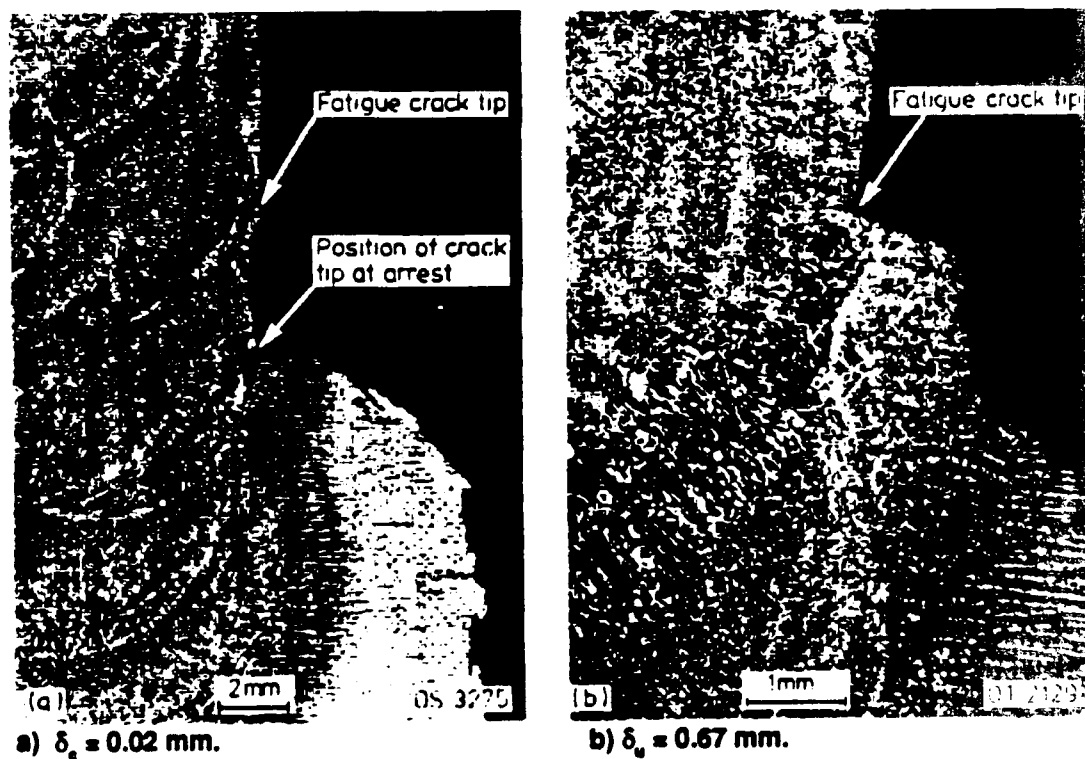 Fatigue crack tip
Position of crack
tip at arrest
(a)
2mm
Fatigue crack tip
(b)
1mm
a) δc = 0.02 mm.
b) δu = 0.67 mm.